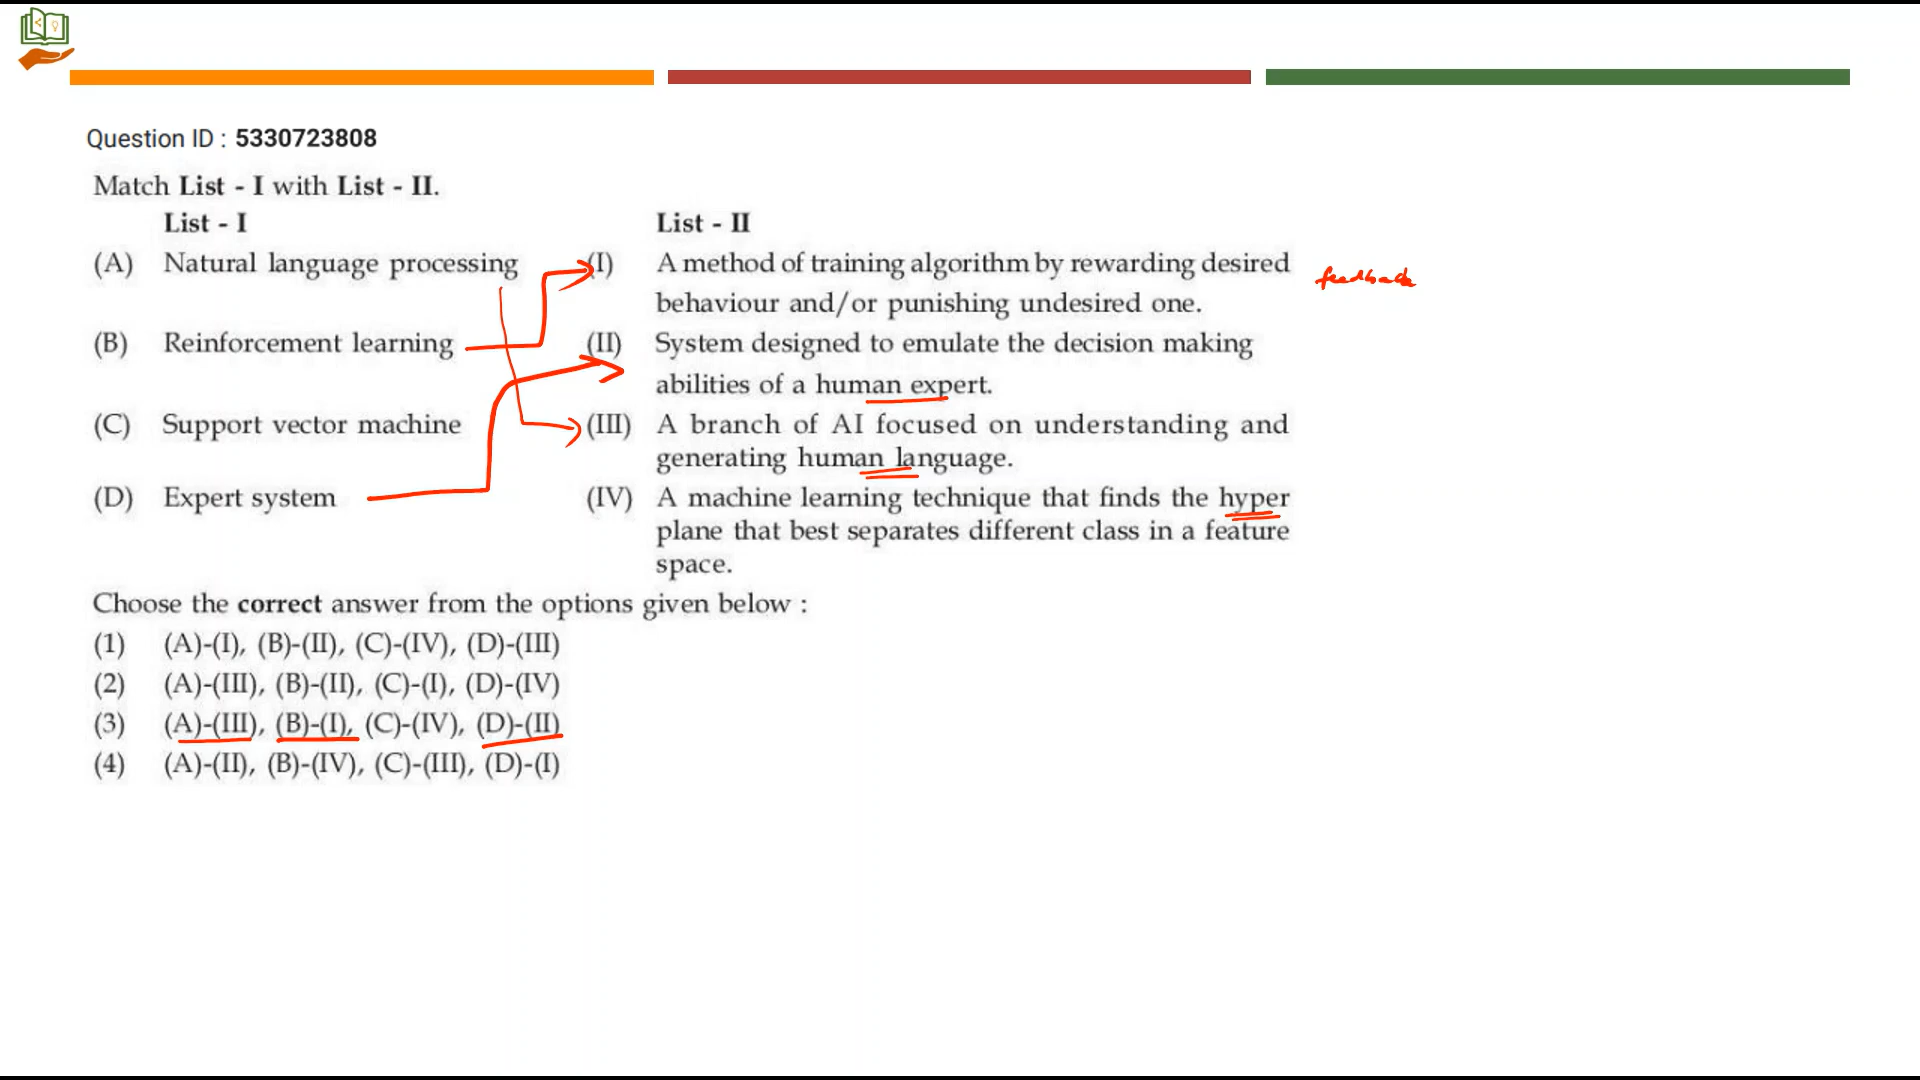 Question ID : 5330723808
Match List - I with List - II.
List - I List - II
(A) Natural language processing (I) A method of training algorithm by rewarding desired feedback
behaviour and/or punishing undesired one.
(B) Reinforcement learning (II) System designed to emulate the decision making
abilities of a human expert.
(C) Support vector machine (III) A branch of AI focused on understanding and
generating human language.
(D) Expert system (IV) A machine learning technique that finds the hyper
plane that best separates different class in a feature
space.
Choose the correct answer from the options given below :
(1) (A)-(I), (B)-(II), (C)-(IV), (D)-(III)
(2) (A)-(III), (B)-(II), (C)-(I), (D)-(IV)
(3) (A)-(III), (B)-(I), (C)-(IV), (D)-(II)
(4) (A)-(II), (B)-(IV), (C)-(III), (D)-(I)